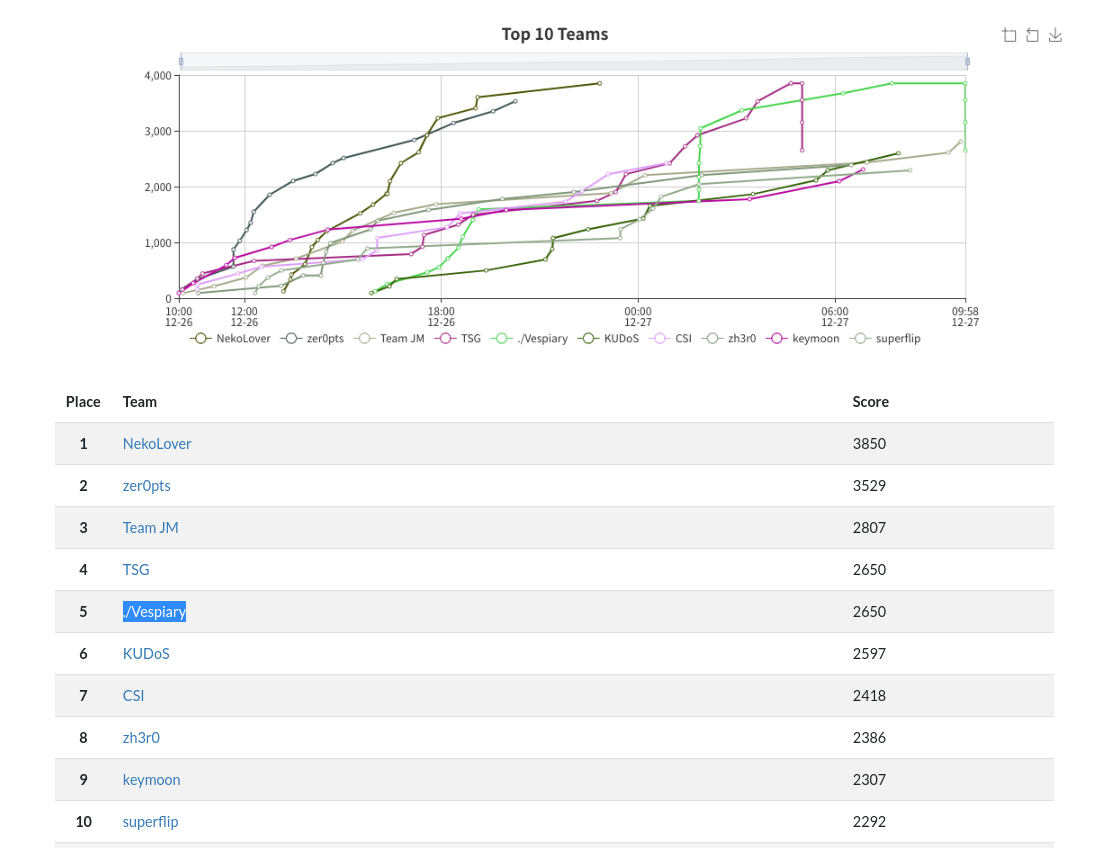 Top 10 Teams
4,000
3,000
2,000
1,000
0
10:00 12:00 18:00 00:00 06:00 09:58
12-26 12-26 12-26 12-27 12-27 12-27
NekoLover zer0pts Team JM TSG ./Vespiary KUDoS CSI zh3r0 keymoon superflip
Place Team Score
1 NekoLover 3850
2 zer0pts 3529
3 Team JM 2807
4 TSG 2650
5 ./Vespiary 2650
6 KUDoS 2597
7 CSI 2418
8 zh3r0 2386
9 keymoon 2307
10 superflip 2292